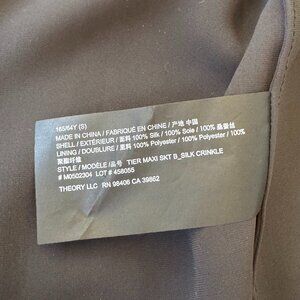 165/64Y (S)
MADE IN CHINA / FABRIQUÉ EN CHINE / 产地 中国
SHELL / EXTÉRIEUR / 面料 100% Silk / 100% Soie / 100% 桑蚕丝
LINING / DOUBLURE / 里料 100% Polyester / 100% Polyester / 100%
聚酯纤维
STYLE / MODÈLE /品号 TIER MAXI SKT B_SILK CRINKLE
# M0502304 LOT # 458055
THEORY LLC RN 98406 CA 39862